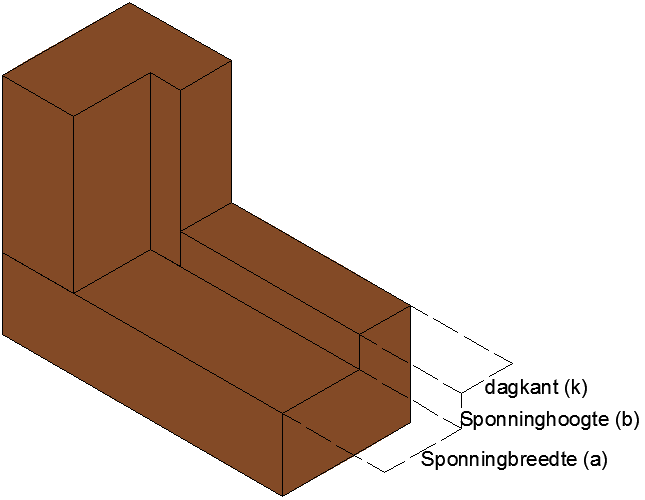 dagkant (k)
Sponninghoogte (b)
Sponningbreedte (a)